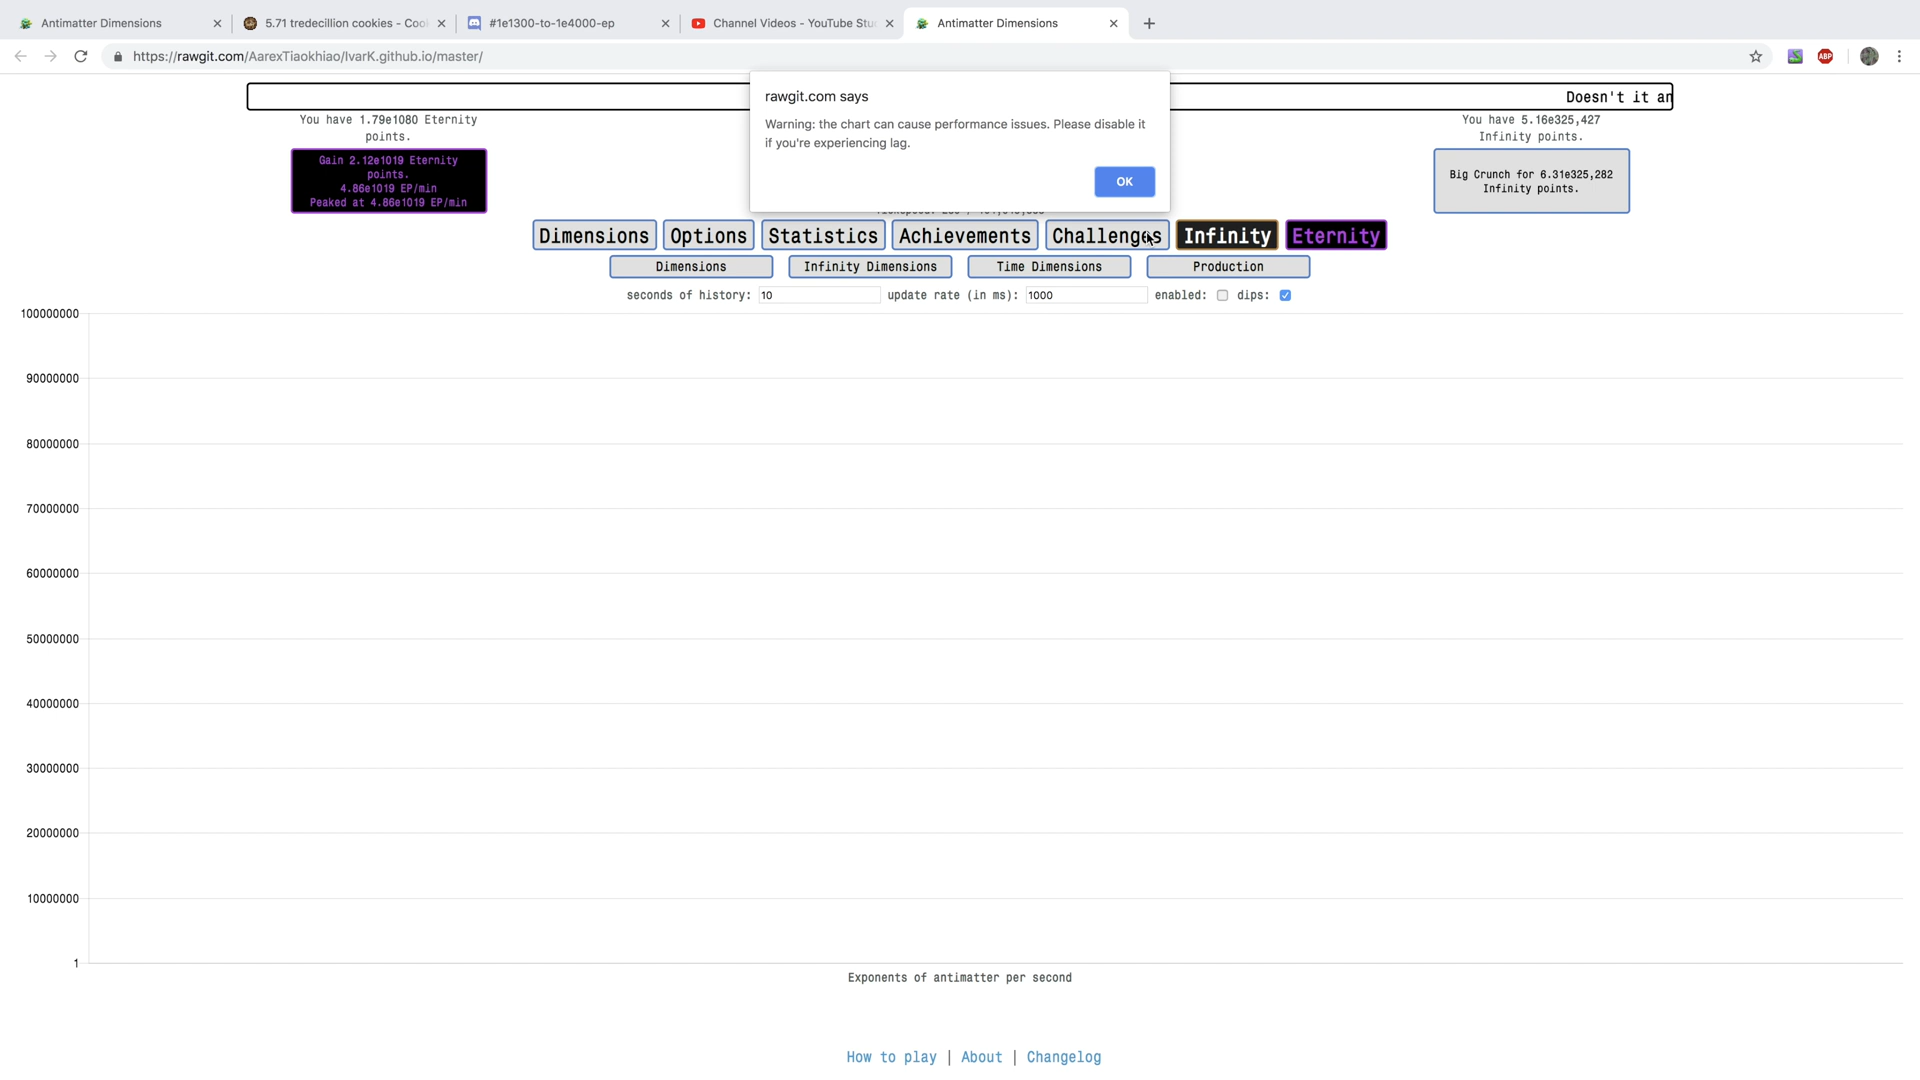 Antimatter Dimensions
5.71 tredecillion cookies - Coo
#1e1300-to-1e4000-ep
Channel Videos - YouTube Stu
Antimatter Dimensions
https://rawgit.com/AarexTiaokhiao/IvarK.github.io/master/
ABP
rawgit.com says
Warning: the chart can cause performance issues. Please disable it
if you're experiencing lag.
OK
Doesn't it an
You have 1.79e1080 Eternity
points.
Gain 2.12e1019 Eternity
points.
4.86e1019 EP/min
Peaked at 4.86e1019 EP/min
You have 5.16e325,427
Infinity points.
Big Crunch for 6.31e325,282
Infinity points.
Dimensions Options Statistics Achievements Challenges Infinity Eternity
Dimensions Infinity Dimensions Time Dimensions Production
seconds of history: 10 update rate (in ms): 1000 enabled: dips:
100000000
90000000
80000000
70000000
60000000
50000000
40000000
30000000
20000000
10000000
1
Exponents of antimatter per second
How to play | About | Changelog